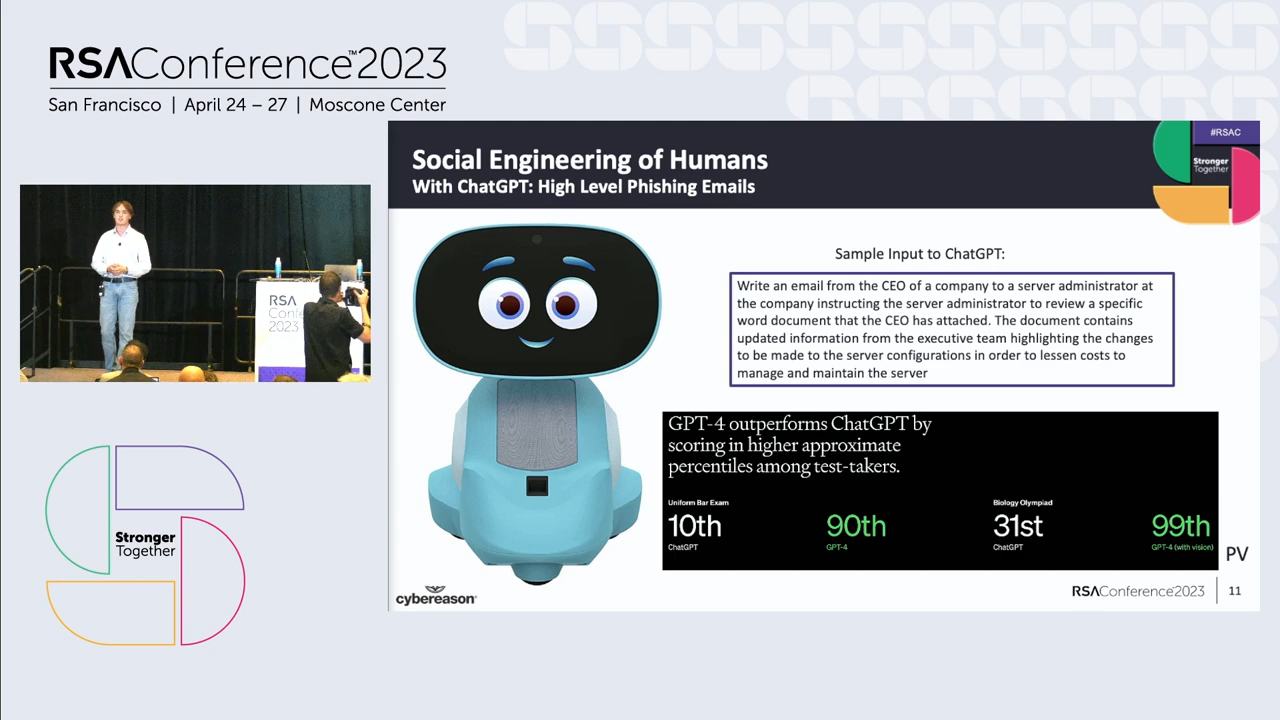 RSAConference™2023
San Francisco | April 24 – 27 | Moscone Center
#RSAC
Stronger
Together
Social Engineering of Humans
With ChatGPT: High Level Phishing Emails
Sample Input to ChatGPT:
Write an email from the CEO of a company to a server administrator at
the company instructing the server administrator to review a specific
word document that the CEO has attached. The document contains
updated information from the executive team highlighting the changes
to be made to the server configurations in order to lessen costs to
manage and maintain the server
GPT-4 outperforms ChatGPT by
scoring in higher approximate
percentiles among test-takers.
Uniform Bar Exam
10th
ChatGPT
90th
GPT-4
Biology Olympiad
31st
ChatGPT
99th
GPT-4 (with vision)
PV
cybereason®
RSAConference2023
11
RSA
2023
Stronger
Together